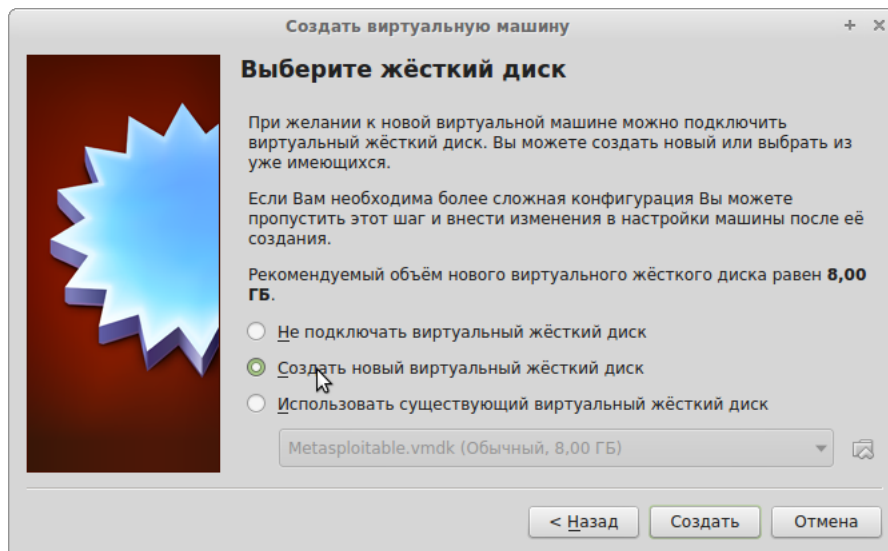 Создать виртуальную машину
Выберите жёсткий диск
При желании к новой виртуальной машине можно подключить
виртуальный жёсткий диск. Вы можете создать новый или выбрать из
уже имеющихся.
Если Вам необходима более сложная конфигурация Вы можете
пропустить этот шаг и внести изменения в настройки машины после её
создания.
Рекомендуемый объём нового виртуального жёсткого диска равен 8,00
ГБ.
Не подключать виртуальный жёсткий диск
Создать новый виртуальный жёсткий диск
Использовать существующий виртуальный жёсткий диск
Metasploitable.vmdk (Обычный, 8,00 ГБ)
< Назад Создать Отмена